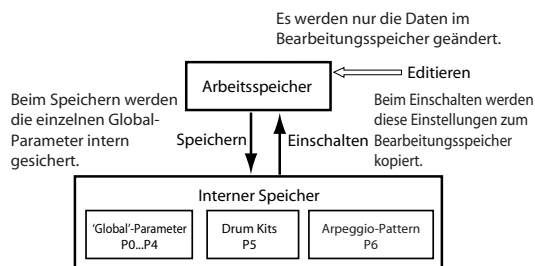 Es werden nur die Daten im
Bearbeitungsspeicher geändert.
Arbeitsspeicher
Editieren
Beim Speichern werden
die einzelnen Global-
Parameter intern
gesichert.
Speichern
Einschalten
Beim Einschalten werden
diese Einstellungen zum
Bearbeitungsspeicher
kopiert.
Interner Speicher
'Global'-Parameter
P0...P4
Drum Kits
P5
Arpeggio-Pattern
P6